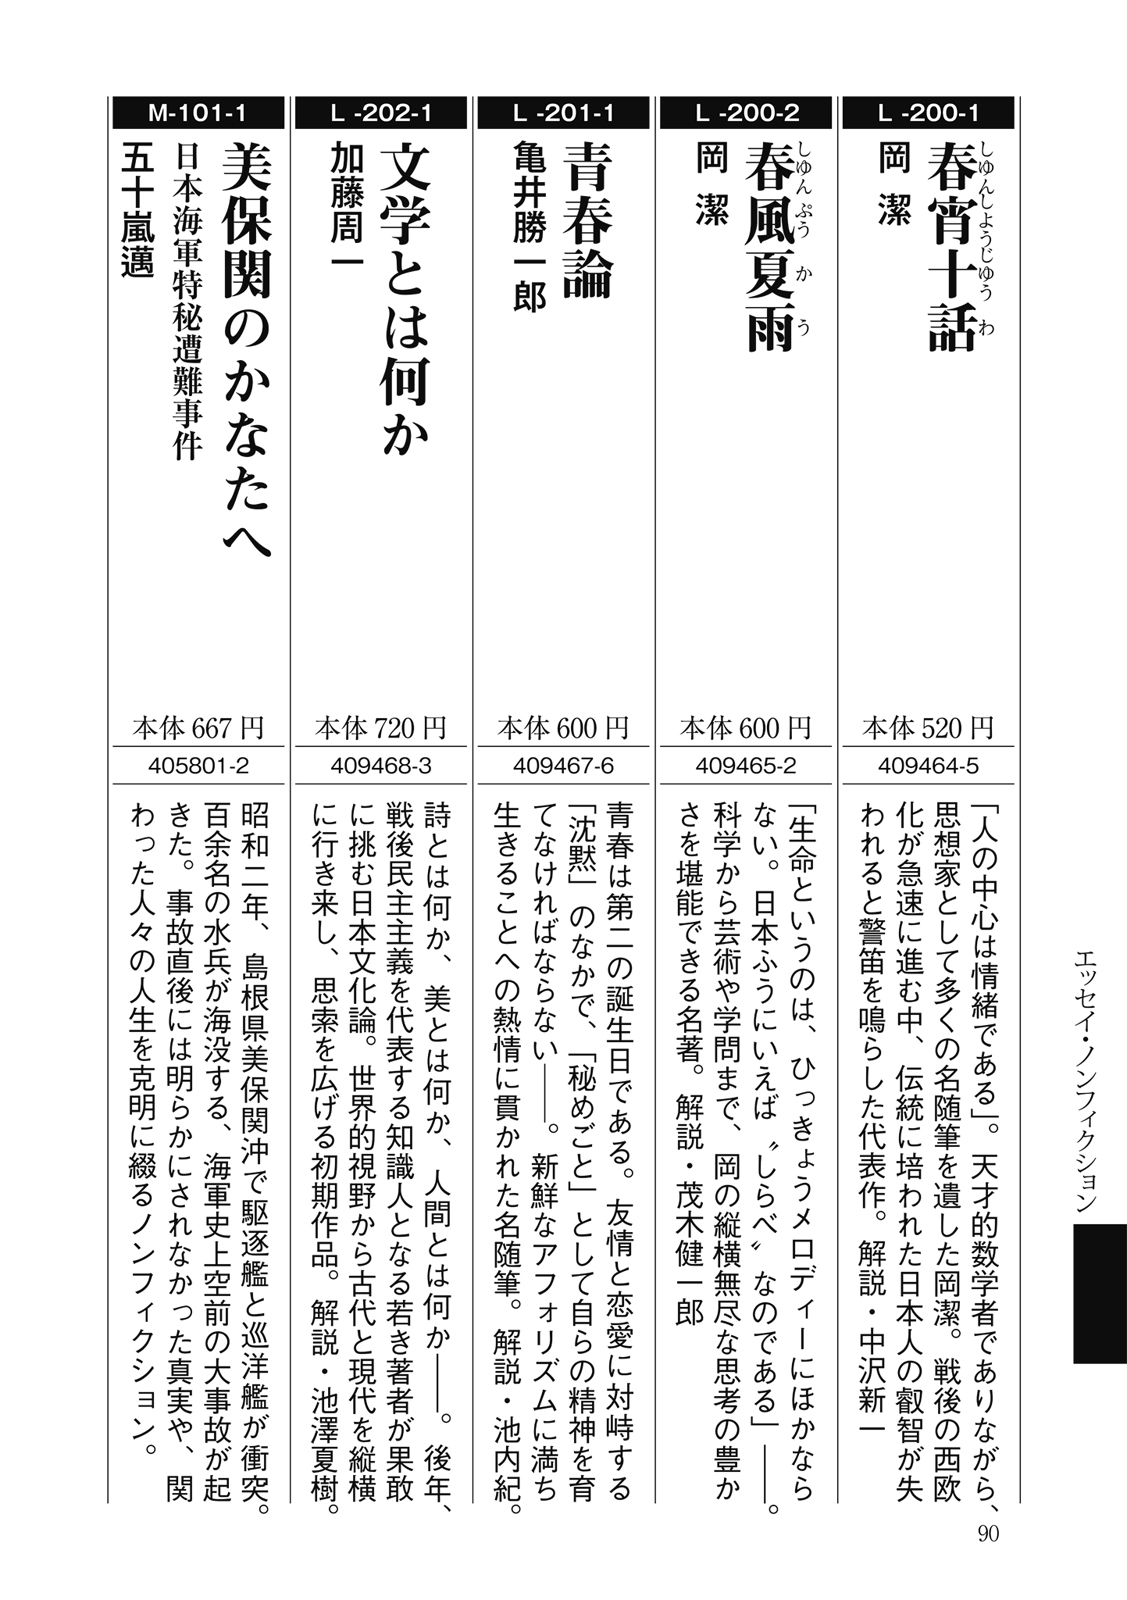 L -200-1
春宵十話
しゆんしようじゆうわ
岡 潔
本体520円
409464-5
「人の中心は情緒である」。天才的数学者でありながら、
思想家として多くの名随筆を遺した岡潔。戦後の西欧
化が急速に進む中、伝統に培われた日本人の叡智が失
われると警笛を鳴らした代表作。解説・中沢新一
L -200-2
春風夏雨
しゆんぷうかう
岡 潔
本体600円
409465-2
「生命というのは、ひっきょうメロディーにほかなら
ない。日本ふうにいえば〝しらべ〟なのである」――。
科学から芸術や学問まで、岡の縦横無尽な思考の豊か
さを堪能できる名著。解説・茂木健一郎
L -201-1
青春論
亀井勝一郎
本体600円
409467-6
青春は第二の誕生日である。友情と恋愛に対峙する
「沈黙」のなかで、「秘めごと」として自らの精神を育
てなければならない――。新鮮なアフォリズムに満ち
生きることへの熱情に貫かれた名随筆。解説・池内紀。
L -202-1
文学とは何か
加藤周一
本体720円
409468-3
詩とは何か、美とは何か、人間とは何か――。後年、
戦後民主主義を代表する知識人となる若き著者が果敢
に挑む日本文化論。世界的視野から古代と現代を縦横
に行き来し、思索を広げる初期作品。解説・池澤夏樹。
M-101-1
美保関のかなたへ
日本海軍特秘遭難事件
五十嵐邁
本体667円
405801-2
昭和二年、島根県美保関沖で駆逐艦と巡洋艦が衝突。
百余名の水兵が海没する、海軍史上空前の大事故が起
きた。事故直後には明らかにされなかった真実や、関
わった人々の人生を克明に綴るノンフィクション。
エッセイ・ノンフィクション
90